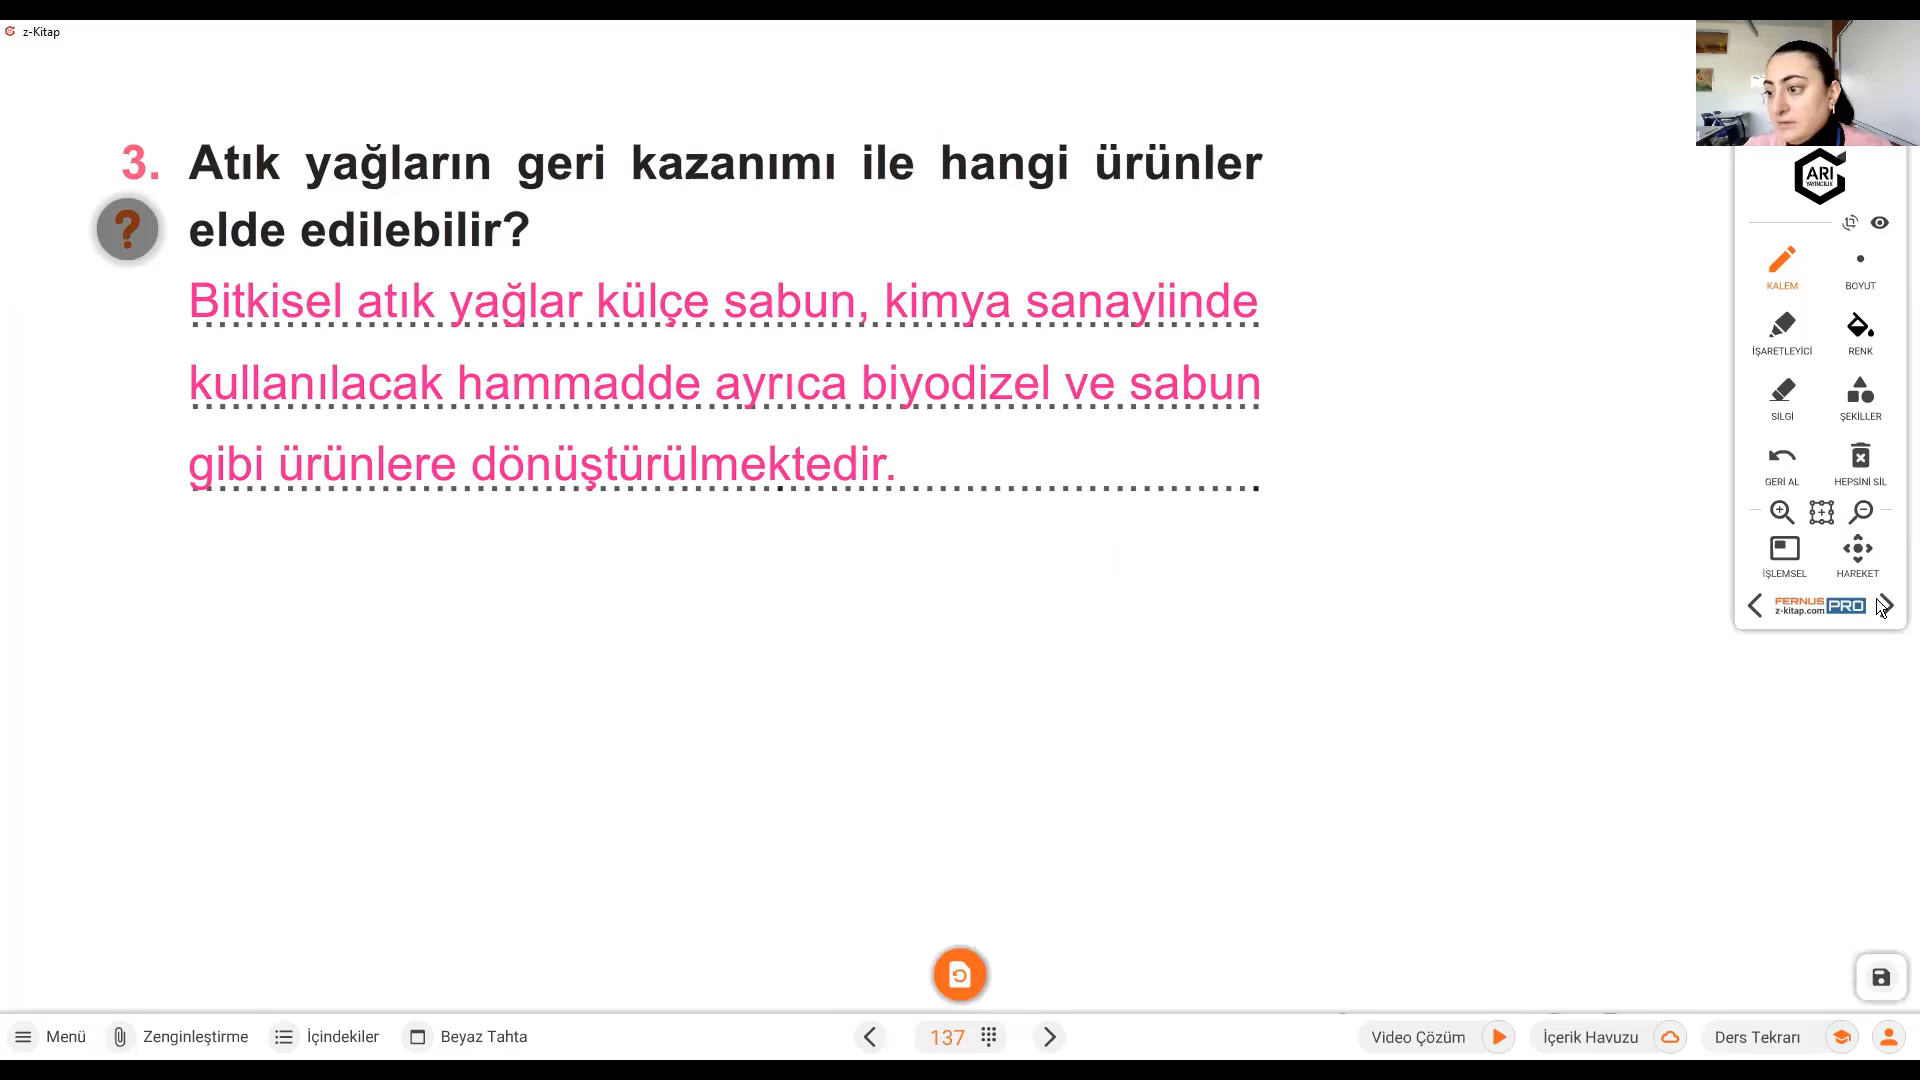 z-Kitap
3. Atık yağların geri kazanımı ile hangi ürünler
? elde edilebilir?
Bitkisel atık yağlar külçe sabun, kimya sanayiinde
kullanılacak hammadde ayrıca biyodizel ve sabun
gibi ürünlere dönüştürülmektedir.
ARI
YAYINCILIK
KALEM
BOYUT
İŞARETLEYİCİ
RENK
SİLGİ
ŞEKİLLER
GERİ AL
HEPSİNİ SİL
İŞLEMSEL
HAREKET
FERNUS
z-kitap.com
PRO
Menü
Zenginleştirme
İçindekiler
Beyaz Tahta
137
Video Çözüm
İçerik Havuzu
Ders Tekrarı